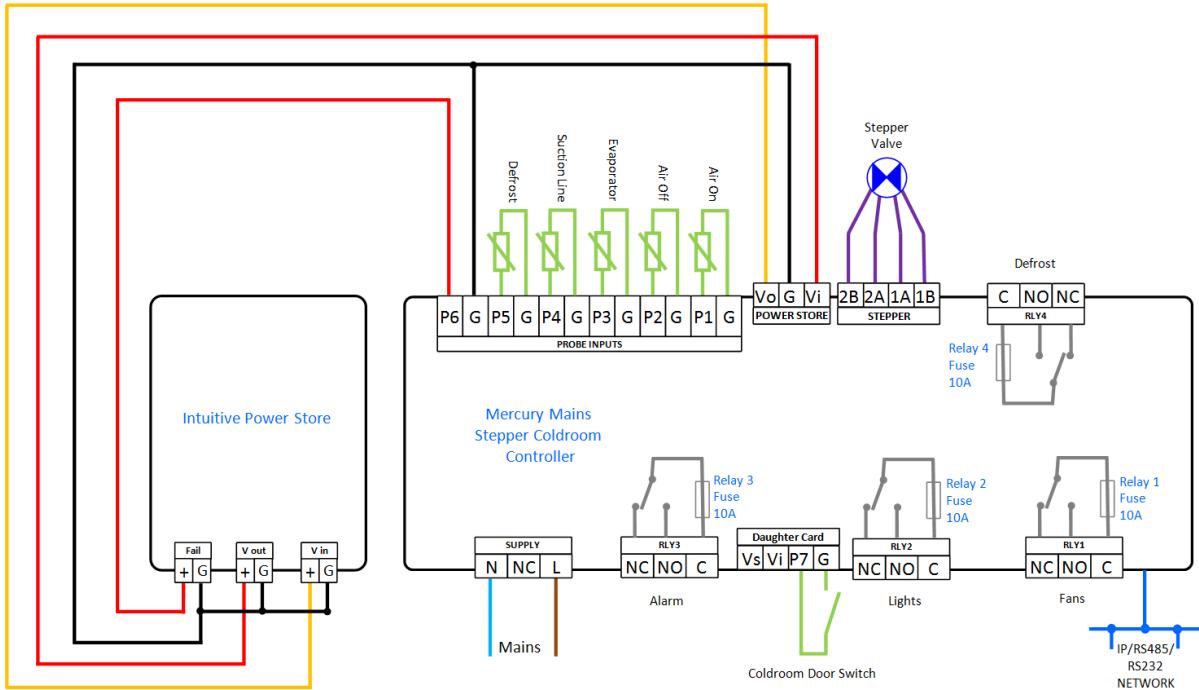 Stepper
Valve
Defrost
Suction Line
Evaporator
Air Off
Air On
Defrost
P6 G P5 G P4 G P3 G P2 G P1 G
PROBE INPUTS
Vo G Vi
POWER STORE
2B 2A 1A 1B
STEPPER
C NO NC
RLY4
Relay 4
Fuse
10A
Intuitive Power Store
Mercury Mains
Stepper Coldroom
Controller
Relay 3
Fuse
10A
Relay 2
Fuse
10A
Relay 1
Fuse
10A
Fail
+ G
V out
+ G
V in
+ G
SUPPLY
N NC L
Mains
RLY3
NC NO C
Alarm
Daughter Card
Vs Vi P7 G
Coldroom Door Switch
RLY2
NC NO C
Lights
RLY1
NC NO C
Fans
IP/RS485/
RS232
NETWORK